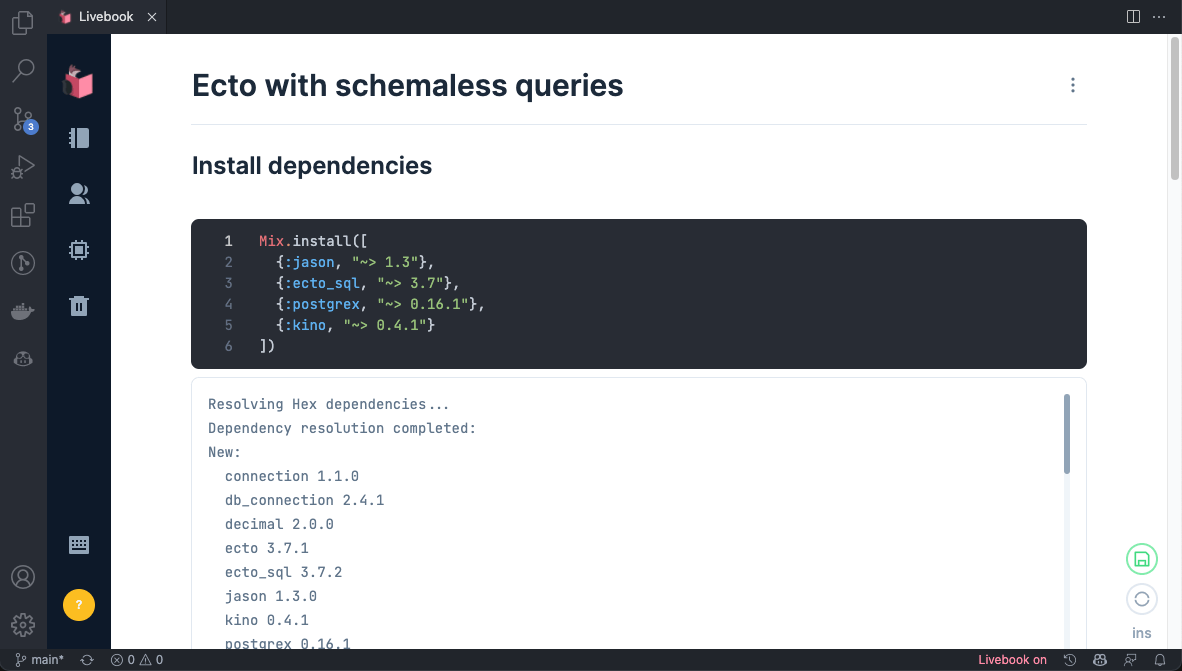 Livebook
3
Ecto with schemaless queries
Install dependencies
1 Mix.install([
2 {:jason, "~> 1.3"},
3 {:ecto_sql, "~> 3.7"},
4 {:postgrex, "~> 0.16.1"},
5 {:kino, "~> 0.4.1"}
6 ])
Resolving Hex dependencies...
Dependency resolution completed:
New:
connection 1.1.0
db_connection 2.4.1
decimal 2.0.0
ecto 3.7.1
ecto_sql 3.7.2
jason 1.3.0
kino 0.4.1
postgrex 0.16.1
?
ins
main* 0 0 Livebook on